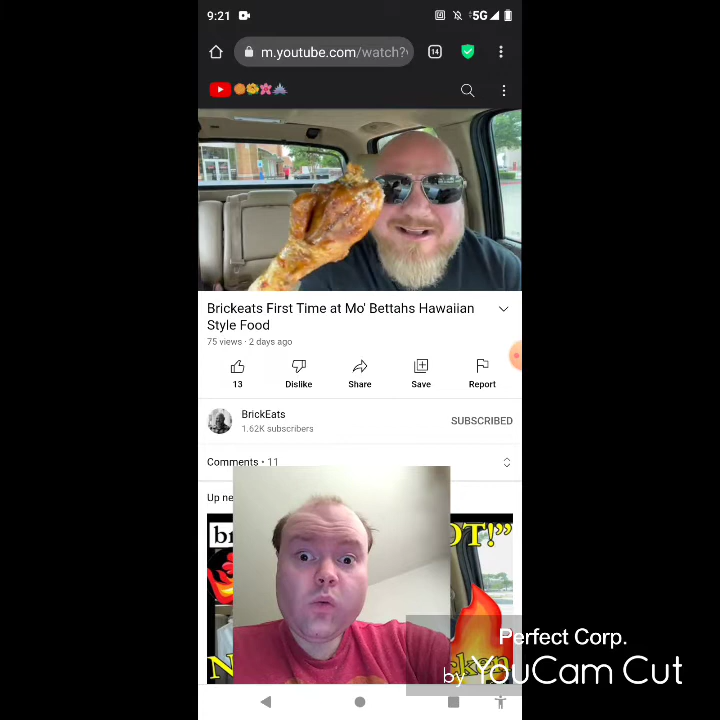 9:21
5G
m.youtube.com/watch?v
14
Brickeats First Time at Mo' Bettahs Hawaiian
Style Food
75 views · 2 days ago
13
Dislike
Share
Save
Report
BrickEats
1.62K subscribers
SUBSCRIBED
Comments • 11
Up ne
br
OT!”
N
Perfect Corp.
by YouCam Cut